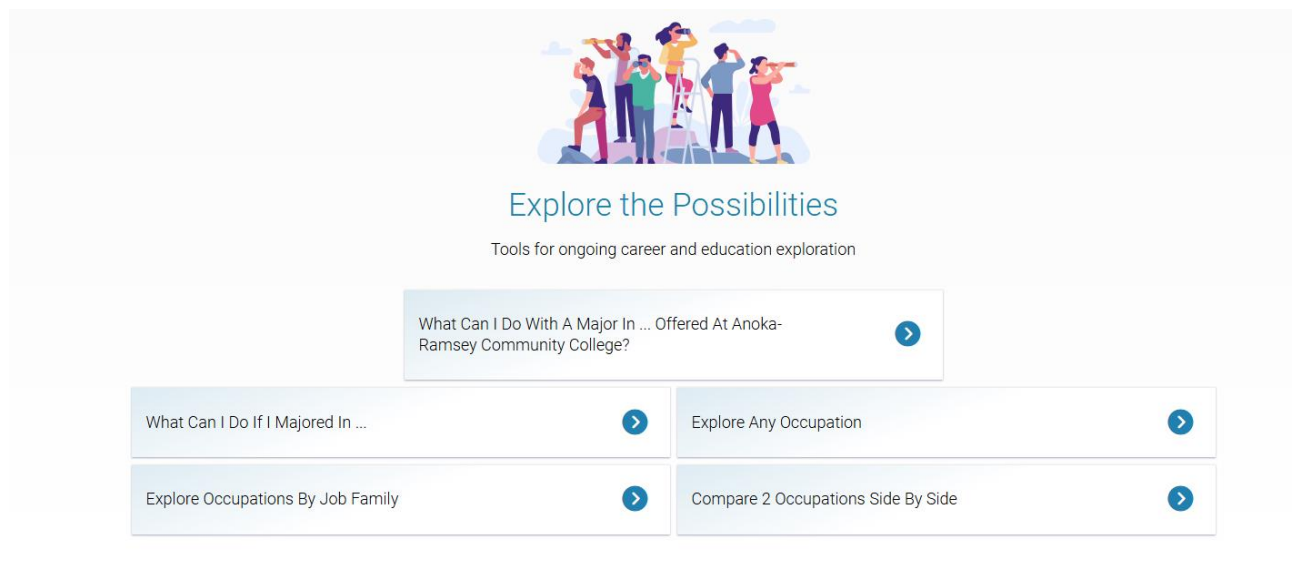 Explore the Possibilities
Tools for ongoing career and education exploration
What Can I Do With A Major In ... Offered At Anoka-
Ramsey Community College?
What Can I Do If I Majored In ...
Explore Any Occupation
Explore Occupations By Job Family
Compare 2 Occupations Side By Side